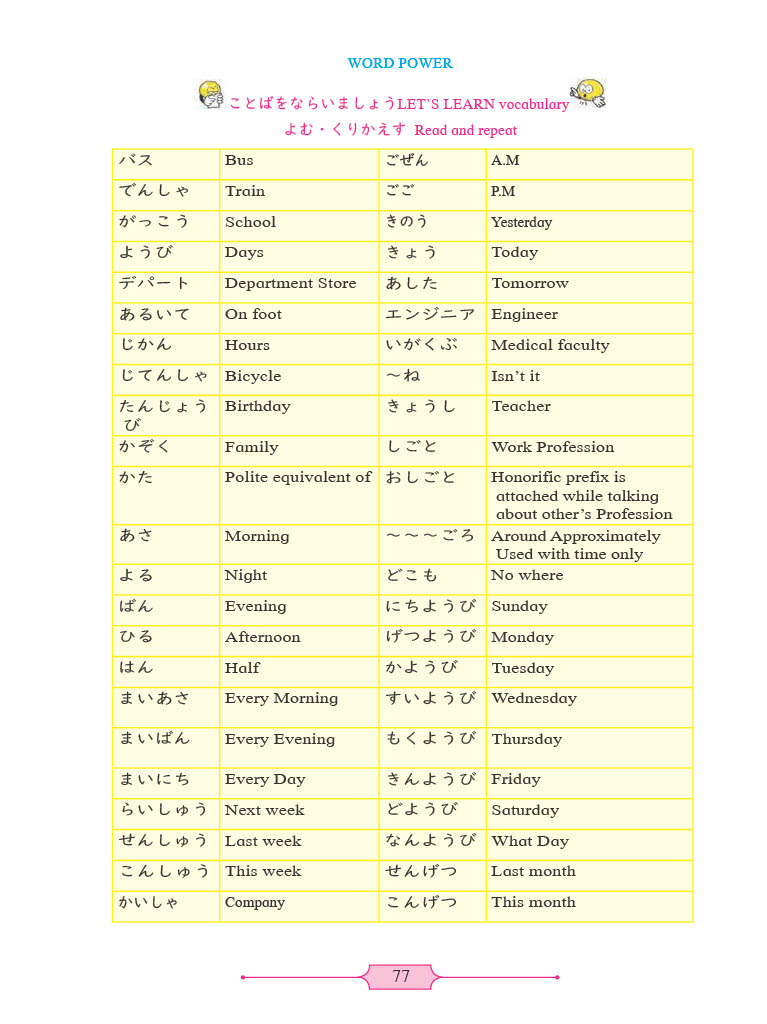 WORD POWER
ことばをならいましょうLET`S LEARN vocabulary
よむ・くりかえす Read and repeat
バス Bus ごぜん A.M
でんしゃ Train ごご P.M
がっこう School きのう Yesterday
ようび Days きょう Today
デパート Department Store あした Tomorrow
あるいて On foot エンジニア Engineer
じかん Hours いがくぶ Medical faculty
じてんしゃ Bicycle ～ね Isn't it
たんじょう Birthday きょうし Teacher
び
かぞく Family しごと Work Profession
かた Polite equivalent of おしごと Honorific prefix is
attached while talking
about other's Profession
あさ Morning ～～～ごろ Around Approximately
Used with time only
よる Night どこも No where
ばん Evening にちようび Sunday
ひる Afternoon げつようび Monday
はん Half かようび Tuesday
まいあさ Every Morning すいようび Wednesday
まいばん Every Evening もくようび Thursday
まいにち Every Day きんようび Friday
らいしゅう Next week どようび Saturday
せんしゅう Last week なんようび What Day
こんしゅう This week せんげつ Last month
かいしゃ Company こんげつ This month
77